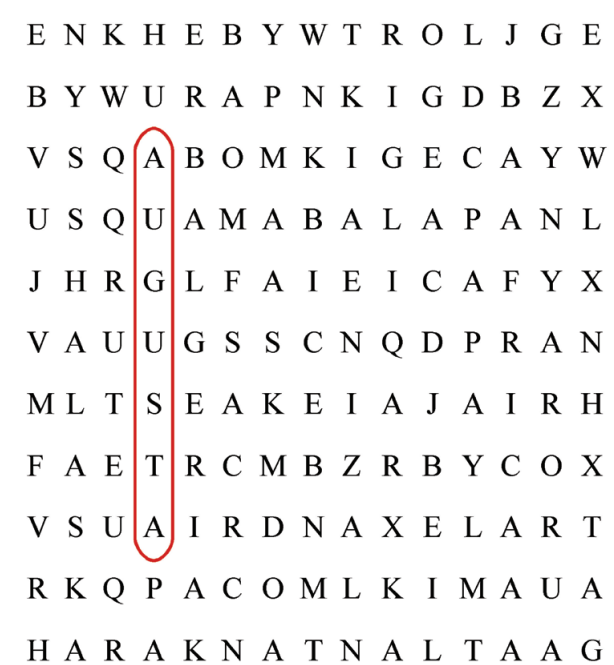 E N K H E B Y W T R O L J G E
B Y W U R A P N K I G D B Z X
V S Q A B O M K I G E C A Y W
U S Q U A M A B A L A P A N L
J H R G L F A I E I C A F Y X
V A U U G S S C N Q D P R A N
M L T S E A K E I A J A I R H
F A E T R C M B Z R B Y C O X
V S U A I R D N A X E L A R T
R K Q P A C O M L K I M A U A
H A R A K N A T N A L T A A G